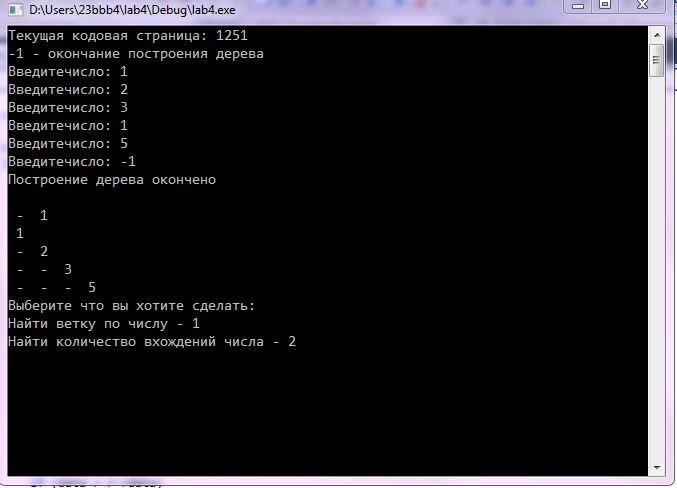 D:\Users\23bbb4\lab4\Debug\lab4.exe
Текущая кодовая страница: 1251
-1 - окончание построения дерева
Введитечисло: 1
Введитечисло: 2
Введитечисло: 3
Введитечисло: 1
Введитечисло: 5
Введитечисло: -1
Построение дерева окончено
- 1
1
- 2
- - 3
- - - 5
Выберите что вы хотите сделать:
Найти ветку по числу - 1
Найти количество вхождений числа - 2